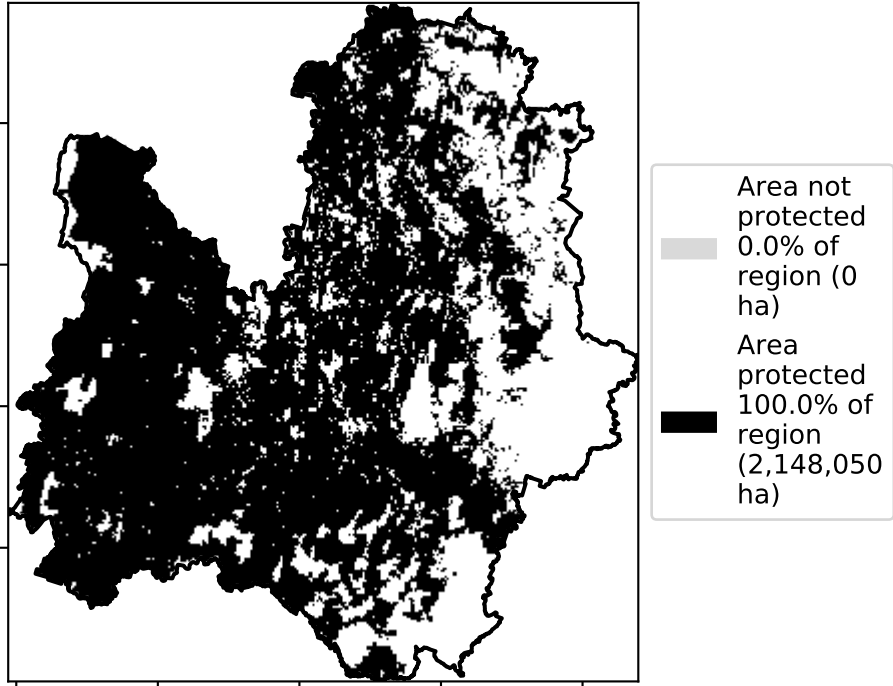 Area not
protected
0.0% of
region (0
ha)
Area
protected
100.0% of
region
(2,148,050
ha)